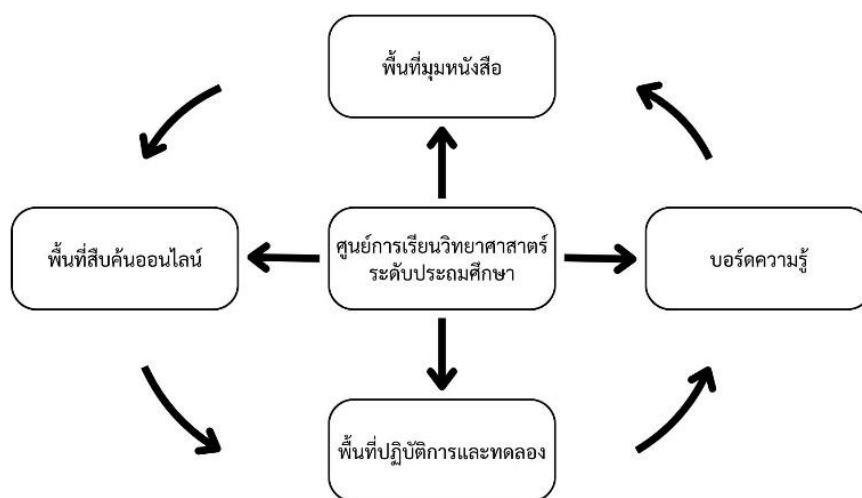 พื้นที่มุมหนังสือ
พื้นที่สืบค้นออนไลน์
ศูนย์การเรียนวิทยาศาสาตร์
ระดับประถมศึกษา
บอร์ดความรู้
พื้นที่ปฏิบัติการและทดลอง